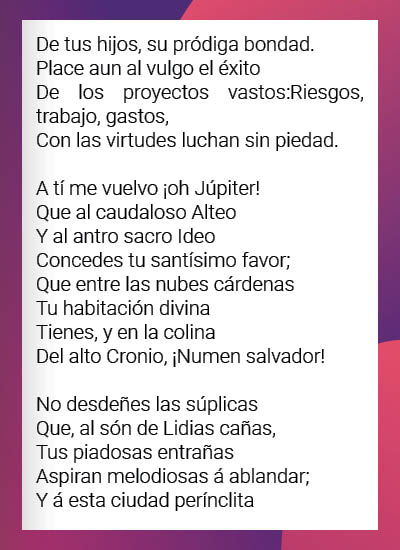 De tus hijos, su pródiga bondad.
Place aun al vulgo el éxito
De los proyectos vastos:Riesgos,
trabajo, gastos,
Con las virtudes luchan sin piedad.

A tí me vuelvo ¡oh Júpiter!
Que al caudaloso Alteo
Y al antro sacro Ideo
Concedes tu santísimo favor;
Que entre las nubes cárdenas
Tu habitación divina
Tienes, y en la colina
Del alto Cronio, ¡Numen salvador!

No desdeñes las súplicas
Que, al són de Lidias cañas,
Tus piadosas entrañas
Aspiran melodiosas á ablandar;
Y á esta ciudad perínclita